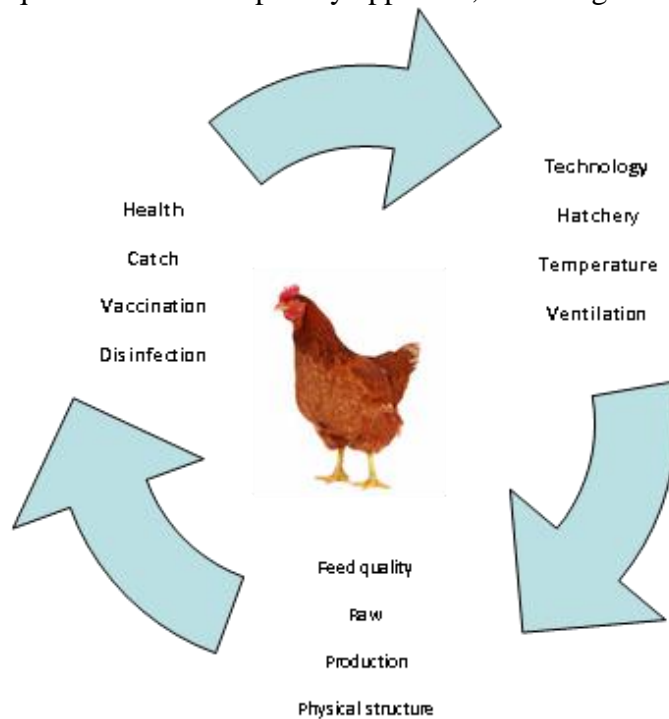 Health
Catch
Vaccination
Disinfection
Technology
Hatchery
Temperature
Ventilation
Feed quality
Raw
Production
Physical structure